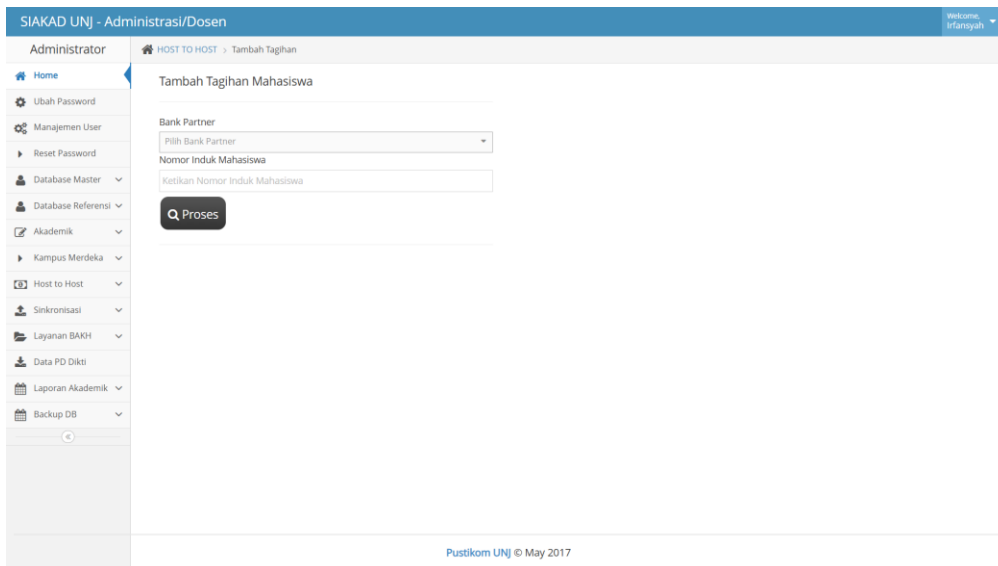 SIAKAD UNJ - Administrasi/Dosen
Welcome,
Irfansyah
Administrator
HOST TO HOST > Tambah Tagihan
Home
Ubah Password
Manajemen User
Reset Password
Database Master
Database Referensi
Akademik
Kampus Merdeka
Host to Host
Sinkronisasi
Layanan BAKH
Data PD Dikti
Laporan Akademik
Backup DB
Tambah Tagihan Mahasiswa
Bank Partner
Pilih Bank Partner
Nomor Induk Mahasiswa
Ketikan Nomor Induk Mahasiswa
Proses
Pustikom UNJ © May 2017